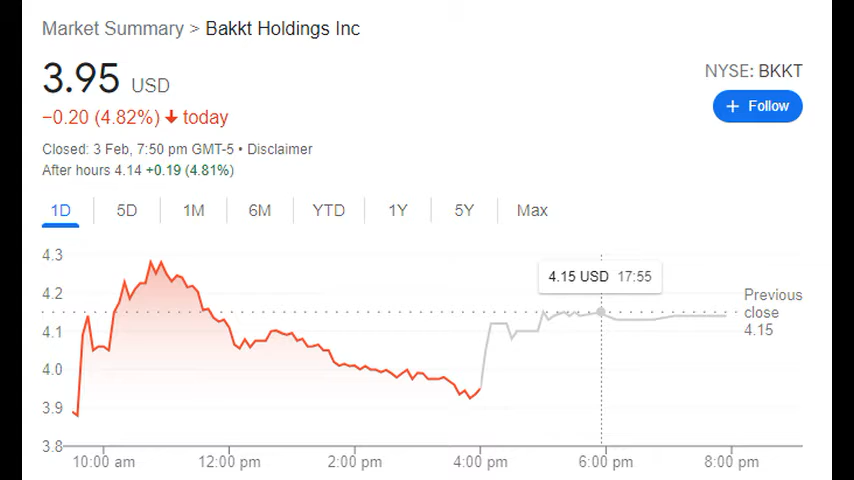 Market Summary > Bakkt Holdings Inc
3.95 USD
NYSE: BKKT
−0.20 (4.82%) ↓ today
+ Follow
Closed: 3 Feb, 7:50 pm GMT-5 • Disclaimer
After hours 4.14 +0.19 (4.81%)
1D 5D 1M 6M YTD 1Y 5Y Max
4.3
4.2
4.1
4.0
3.9
3.8
4.15 USD 17:55
Previous
close
4.15
10:00 am 12:00 pm 2:00 pm 4:00 pm 6:00 pm 8:00 pm